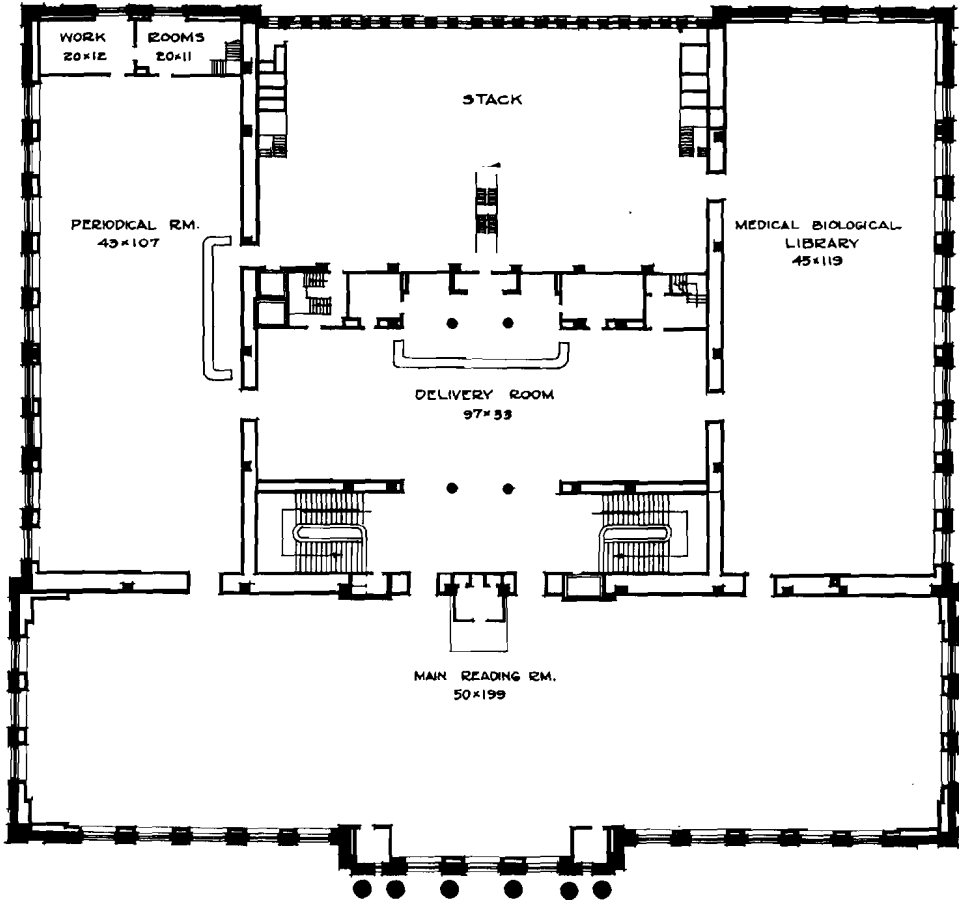 WORK
20×12
ROOMS
20×11
STACK
PERIODICAL RM.
43×107
MEDICAL BIOLOGICAL
LIBRARY
45×119
DELIVERY ROOM
97×33
MAIN READING RM.
50×199